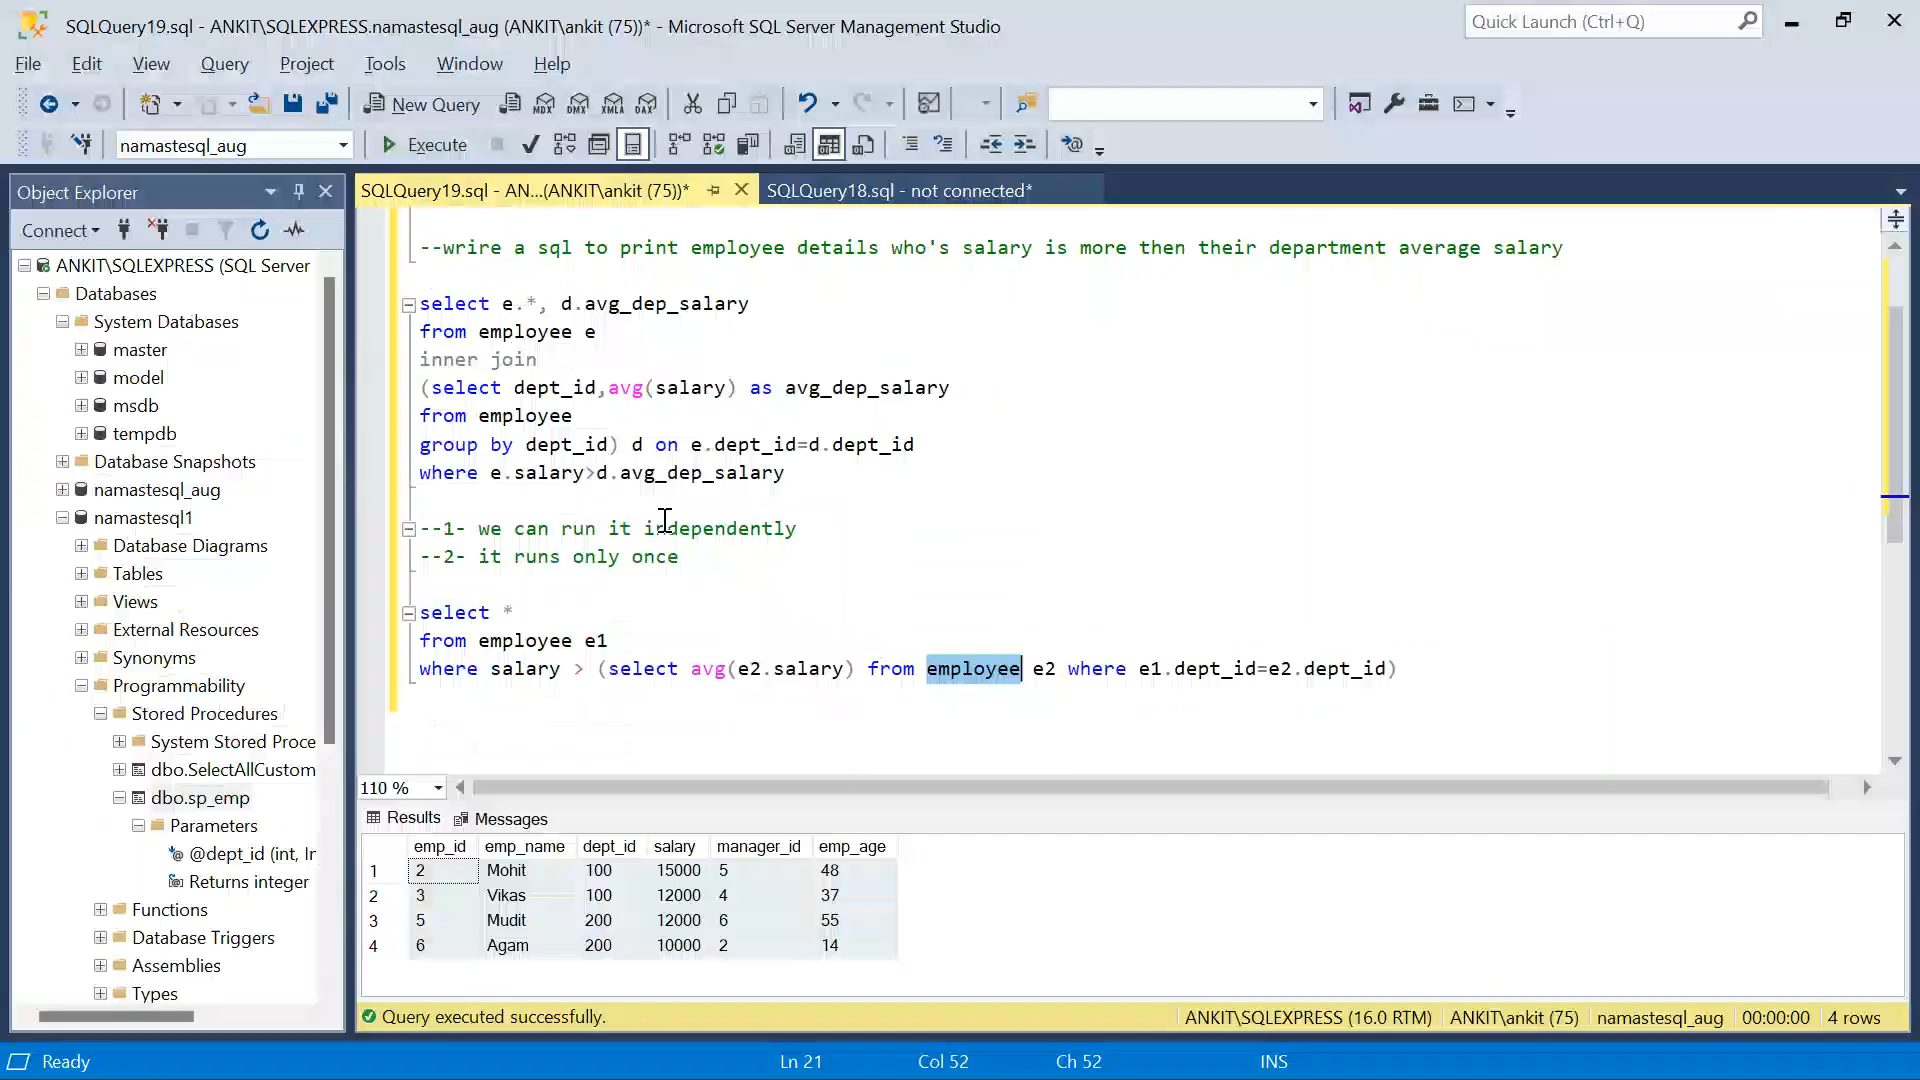 SQLQuery19.sql - ANKIT\SQLEXPRESS.namastesql_aug (ANKIT\ankit (75))* - Microsoft SQL Server Management Studio
Quick Launch (Ctrl+Q)
File Edit View Query Project Tools Window Help
New Query MDX DMX XMLA DAX
namastesql_aug Execute
Object Explorer
SQLQuery19.sql - AN...(ANKIT\ankit (75))*
SQLQuery18.sql - not connected*
Connect
ANKIT\SQLEXPRESS (SQL Server
Databases
System Databases
master
model
msdb
tempdb
Database Snapshots
namastesql_aug
namastesql1
Database Diagrams
Tables
Views
External Resources
Synonyms
Programmability
Stored Procedures
System Stored Proce
dbo.SelectAllCustom
dbo.sp_emp
Parameters
@dept_id (int, In
Returns integer
Functions
Database Triggers
Assemblies
Types
--wrire a sql to print employee details who's salary is more then their department average salary
select e.*, d.avg_dep_salary
from employee e
inner join
(select dept_id,avg(salary) as avg_dep_salary
from employee
group by dept_id) d on e.dept_id=d.dept_id
where e.salary>d.avg_dep_salary
--1- we can run it independently
--2- it runs only once
select *
from employee e1
where salary > (select avg(e2.salary) from employee e2 where e1.dept_id=e2.dept_id)
110 %
Results Messages
emp_id emp_name dept_id salary manager_id emp_age
1 2 Mohit 100 15000 5 48
2 3 Vikas 100 12000 4 37
3 5 Mudit 200 12000 6 55
4 6 Agam 200 10000 2 14
Query executed successfully.
ANKIT\SQLEXPRESS (16.0 RTM) ANKIT\ankit (75) namastesql_aug 00:00:00 4 rows
Ready Ln 21 Col 52 Ch 52 INS